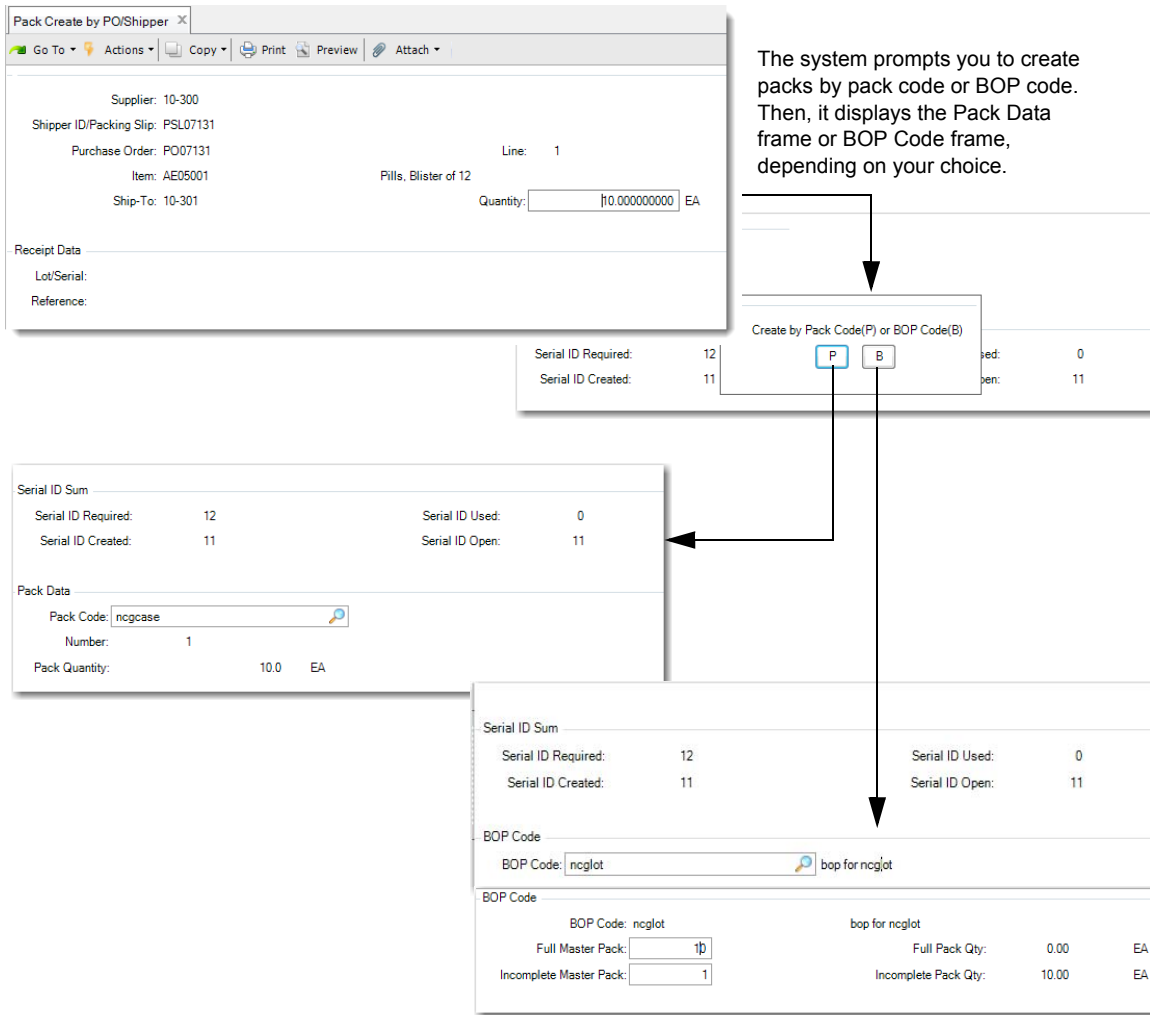 Pack Create by PO/Shipper X
Go To Actions Copy Print Preview Attach
The system prompts you to create
packs by pack code or BOP code.
Then, it displays the Pack Data
frame or BOP Code frame,
depending on your choice.
Supplier: 10-300
Shipper ID/Packing Slip: PSL07131
Purchase Order: PO07131 Line: 1
Item: AE05001 Pills, Blister of 12
Ship-To: 10-301 Quantity: 10.000000000 EA
Receipt Data
Lot/Serial:
Reference:
Create by Pack Code(P) or BOP Code(B)
P B
Serial ID Required: 12 sed: 0
Serial ID Created: 11 pen: 11
Serial ID Sum
Serial ID Required: 12 Serial ID Used: 0
Serial ID Created: 11 Serial ID Open: 11
Pack Data
Pack Code: ncgcase
Number: 1
Pack Quantity: 10.0 EA
Serial ID Sum
Serial ID Required: 12 Serial ID Used: 0
Serial ID Created: 11 Serial ID Open: 11
BOP Code
BOP Code: ncglot bop for ncglot
BOP Code
BOP Code: ncglot bop for ncglot
Full Master Pack: 10 Full Pack Qty: 0.00 EA
Incomplete Master Pack: 1 Incomplete Pack Qty: 10.00 EA